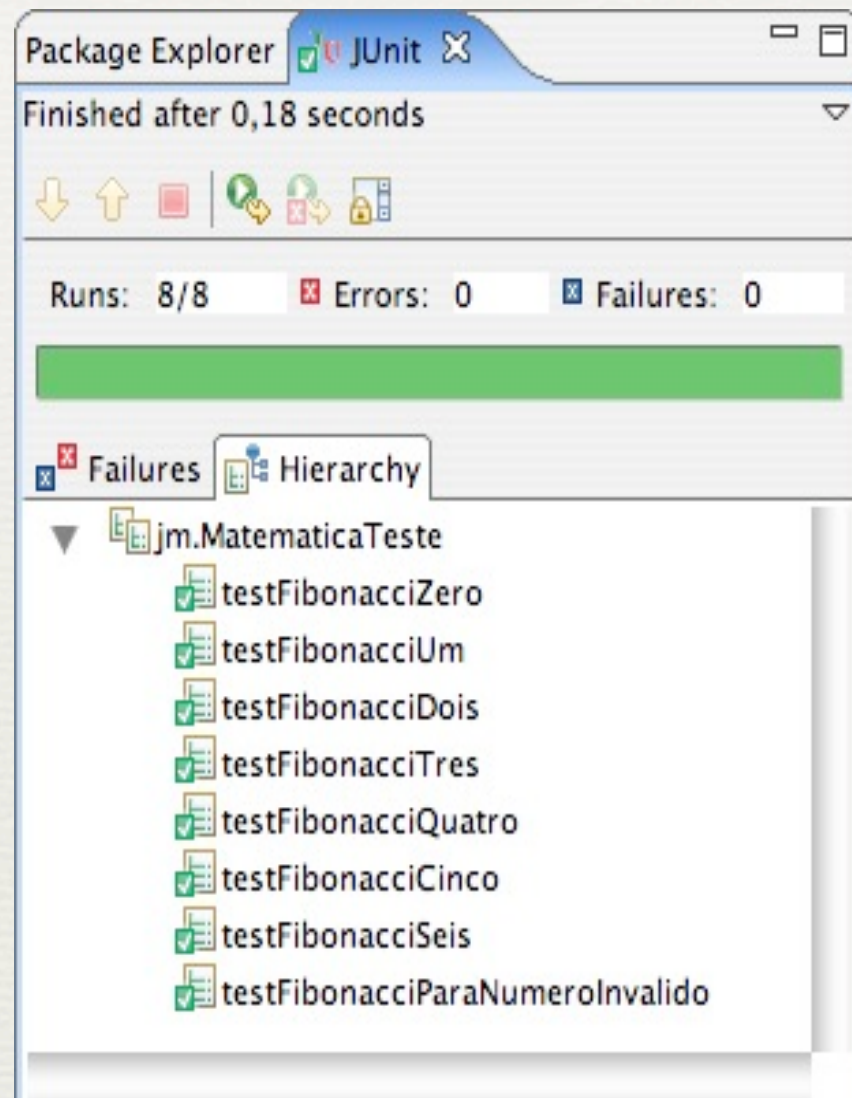 Package Explorer JUnit
Finished after 0,18 seconds
Runs: 8/8 Errors: 0 Failures: 0
Failures Hierarchy
jm.MatematicaTeste
testFibonacciZero
testFibonacciUm
testFibonacciDois
testFibonacciTres
testFibonacciQuatro
testFibonacciCinco
testFibonacciSeis
testFibonacciParaNumeroInvalido